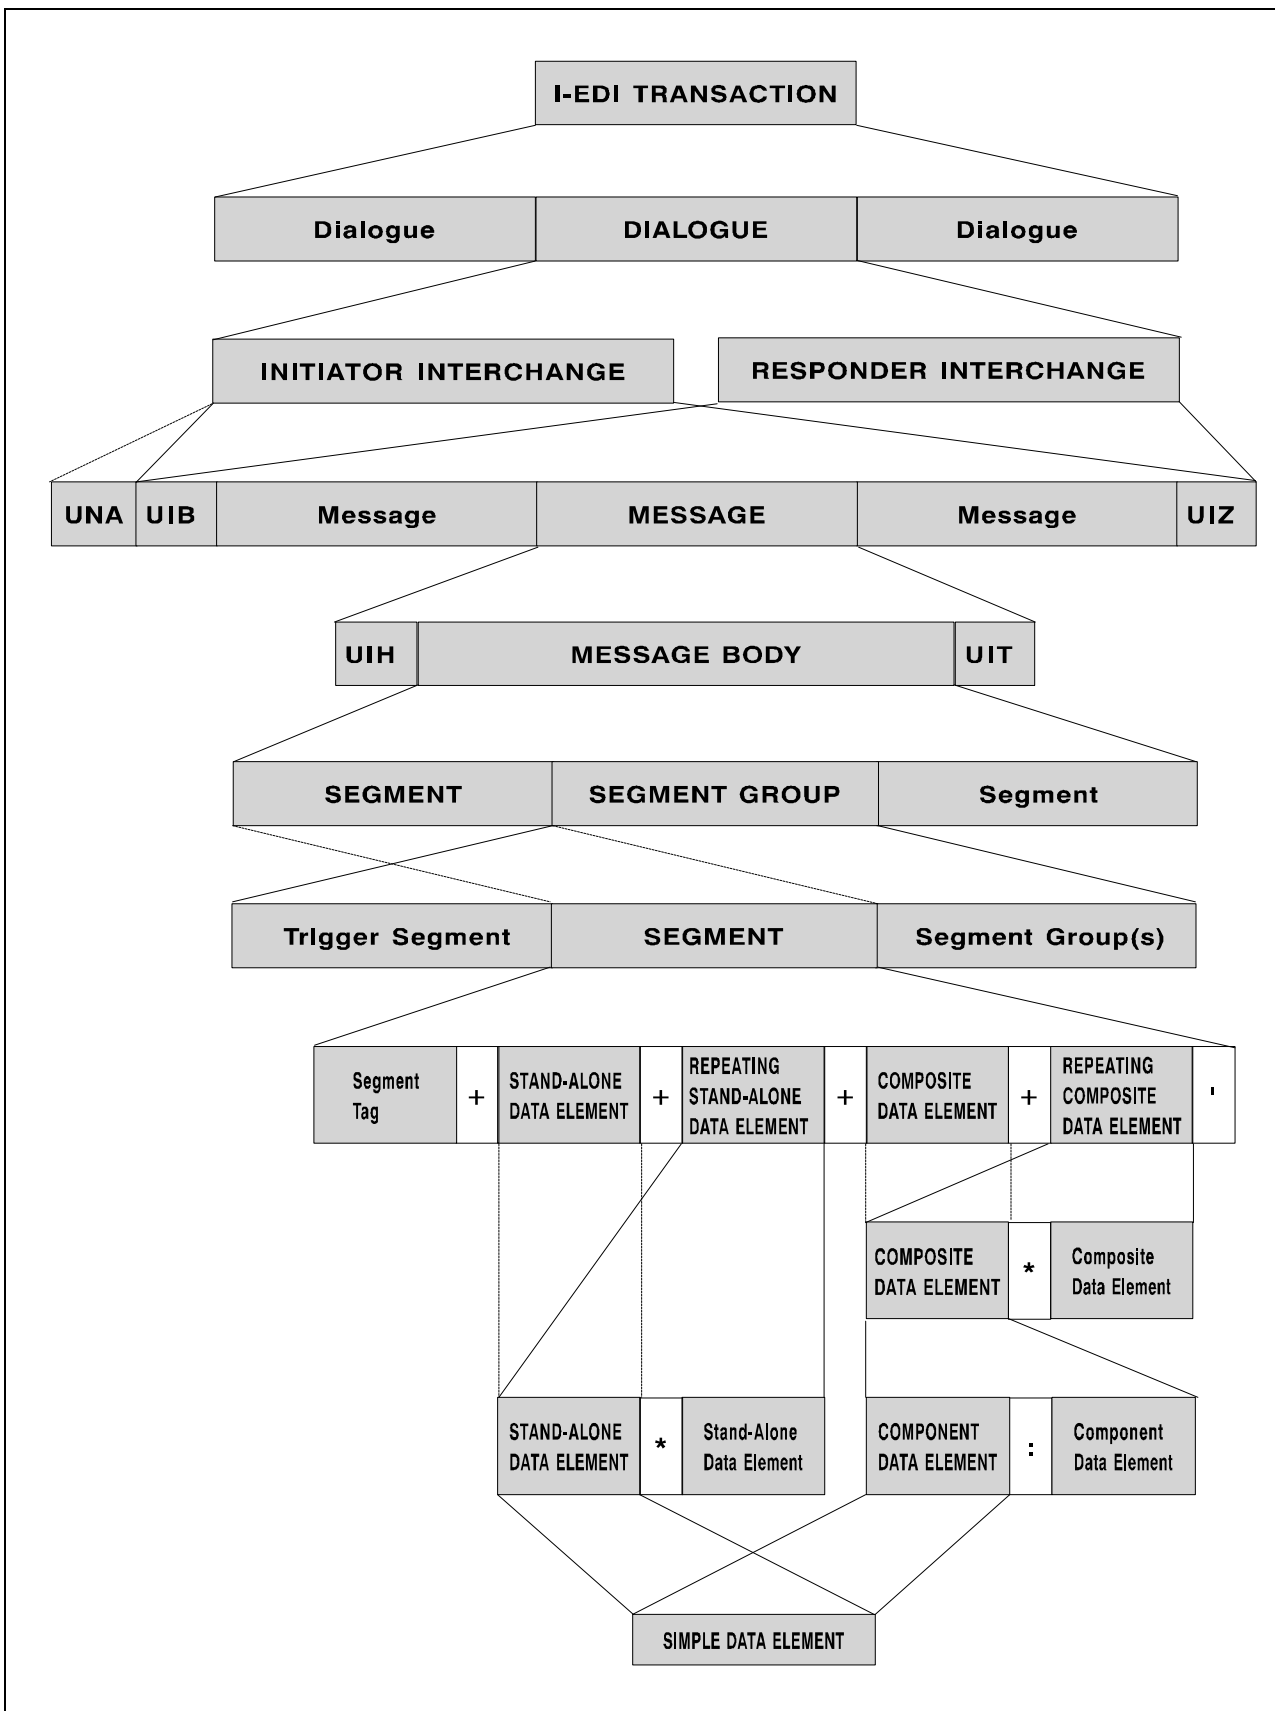 I-EDI TRANSACTION
Dialogue DIALOGUE Dialogue
INITIATOR INTERCHANGE RESPONDER INTERCHANGE
UNA UIB Message MESSAGE Message UIZ
UIH MESSAGE BODY UIT
SEGMENT SEGMENT GROUP Segment
TrIgger Segment SEGMENT Segment Group(s)
Segment
Tag
+
STAND-ALONE
DATA ELEMENT
+
REPEATING
STAND-ALONE
DATA ELEMENT
+
COMPOSITE
DATA ELEMENT
+
REPEATING
COMPOSITE
DATA ELEMENT
'
COMPOSITE
DATA ELEMENT
*
Composite
Data Element
STAND-ALONE
DATA ELEMENT
*
Stand-Alone
Data Element
COMPONENT
DATA ELEMENT
:
Component
Data Element
SIMPLE DATA ELEMENT